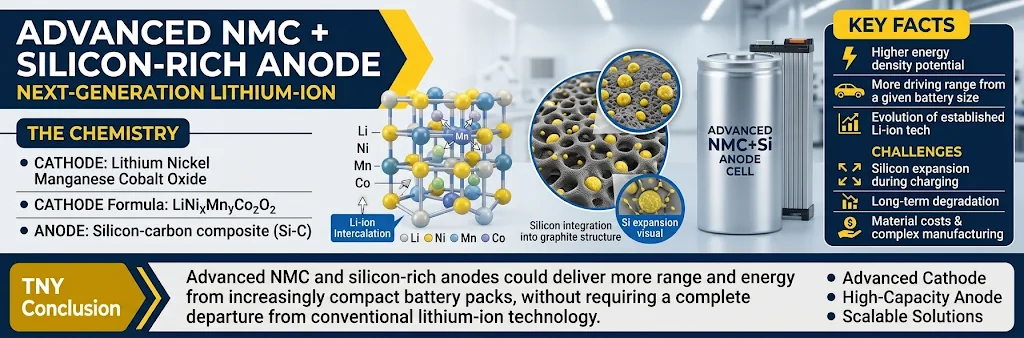 ADVANCED NMC +
SILICON-RICH ANODE
NEXT-GENERATION LITHIUM-ION
THE CHEMISTRY
• CATHODE: Lithium Nickel
Manganese Cobalt Oxide
• CATHODE Formula: LiNiₓMnᵧCo₂O₂
• ANODE: Silicon-carbon composite (Si-C)
Li
Ni
Mn
Co
Mn
Li-ion
Intercalation
Li Ni Mn Co
Silicon integration
into graphite structure
Si expansion
visual
ADVANCED
NMC+Si
ANODE
CELL
KEY FACTS
Higher energy
density potential
More driving range from
a given battery size
Evolution of established
Li-ion tech
CHALLENGES
Silicon expansion
during charging
Long-term degradation
Material costs &
complex manufacturing
TNY
Conclusion
Advanced NMC and silicon-rich anodes could deliver more range and energy
from increasingly compact battery packs, without requiring a complete
departure from conventional lithium-ion technology.
• Advanced Cathode
• High-Capacity Anode
• Scalable Solutions